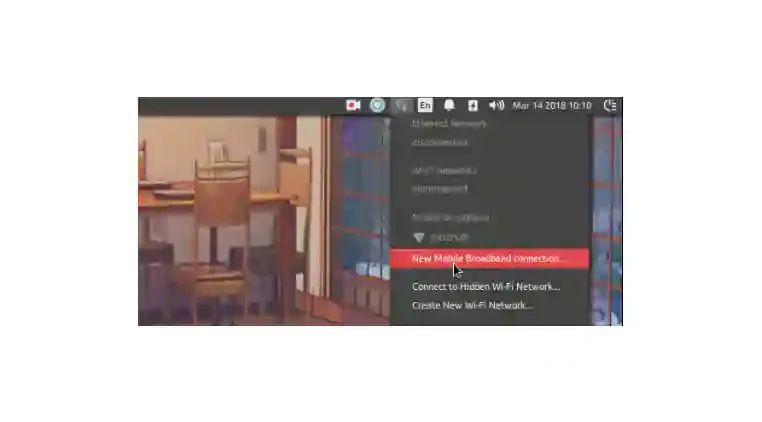 En Mar 14 2018 10:10
Ethernet Network
disconnected
Wi-Fi Networks
disconnected
Mobile Broadband
New Mobile Broadband connection...
Connect to Hidden Wi-Fi Network...
Create New Wi-Fi Network...